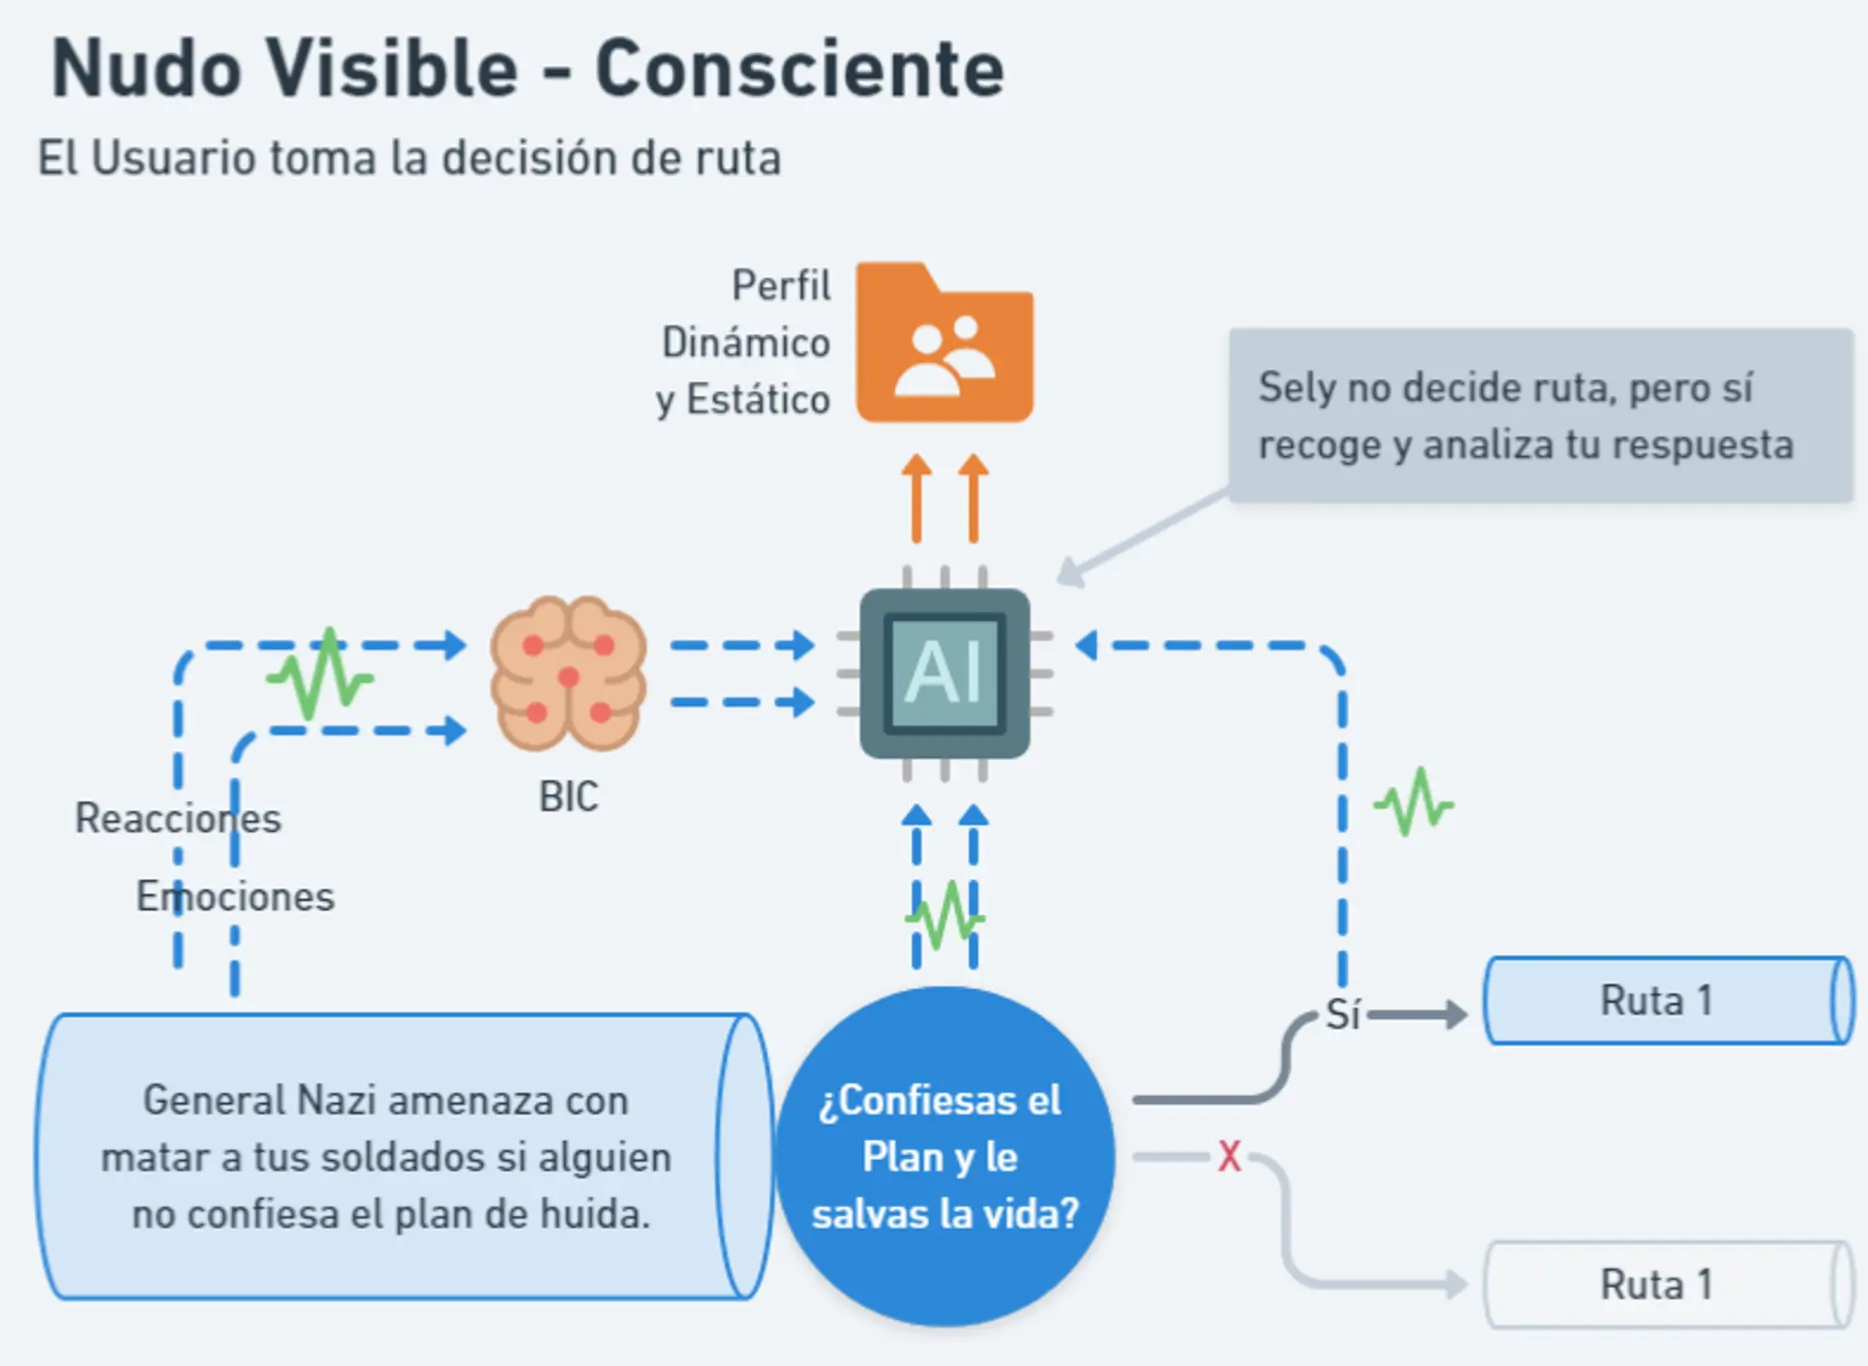 Nudo Visible - Consciente
El Usuario toma la decisión de ruta
Perfil
Dinámico
y Estático
Sely no decide ruta, pero sí
recoge y analiza tu respuesta
AI
BIC
Reacciones
Emociones
General Nazi amenaza con
matar a tus soldados si alguien
no confiesa el plan de huida.
¿Confiesas el
Plan y le
salvas la vida?
Sí
Ruta 1
X
Ruta 1